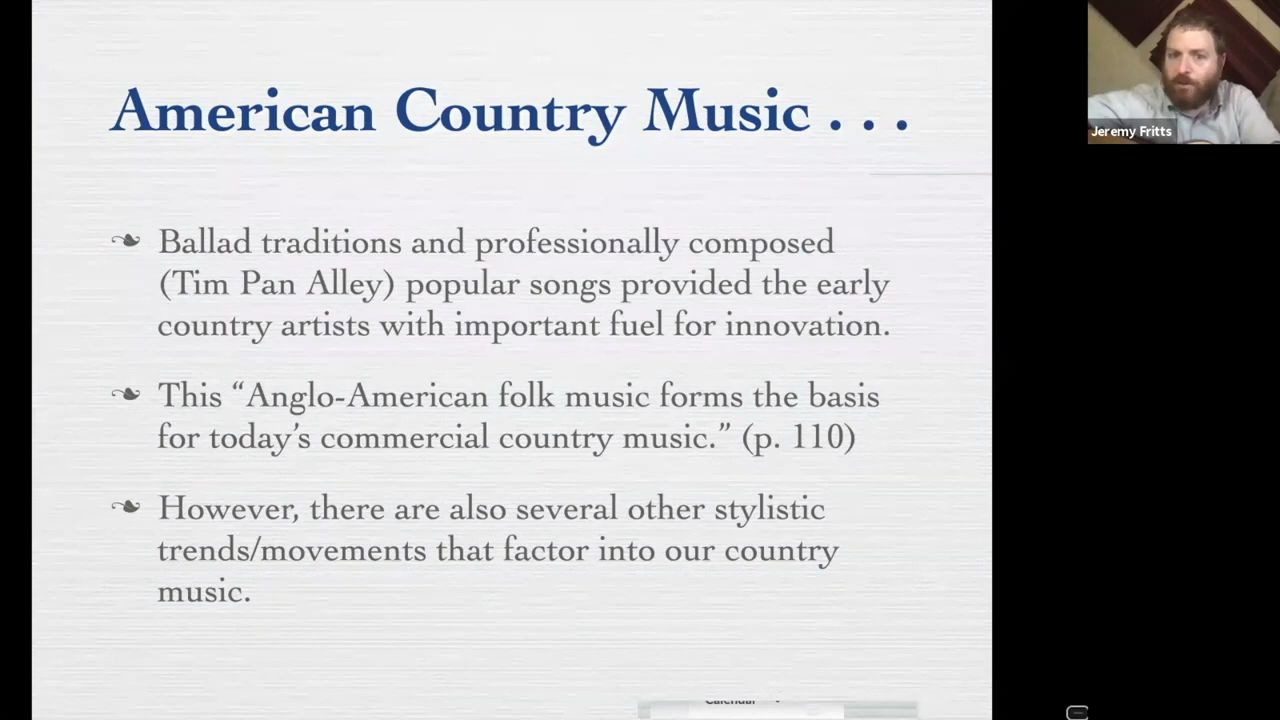 American Country Music . . .
Ballad traditions and professionally composed
(Tim Pan Alley) popular songs provided the early
country artists with important fuel for innovation.
This “Anglo-American folk music forms the basis
for today’s commercial country music.” (p. 110)
However, there are also several other stylistic
trends/movements that factor into our country
music.
Jeremy Fritts
Calendar